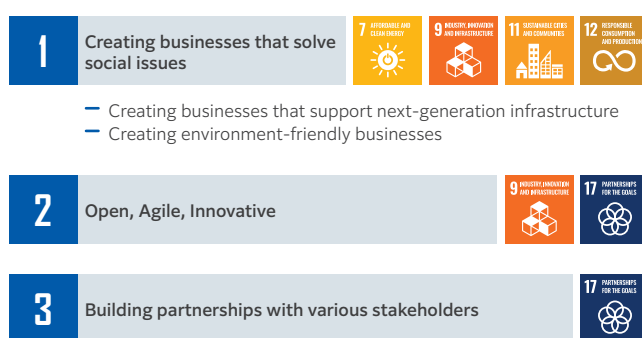 1
Creating businesses that solve
social issues
7 AFFORDABLE AND
CLEAN ENERGY
9 INDUSTRY, INNOVATION
AND INFRASTRUCTURE
11 SUSTAINABLE CITIES
AND COMMUNITIES
12 RESPONSIBLE
CONSUMPTION
AND PRODUCTION
– Creating businesses that support next-generation infrastructure
– Creating environment-friendly businesses
2
Open, Agile, Innovative
9 INDUSTRY, INNOVATION
AND INFRASTRUCTURE
17 PARTNERSHIPS
FOR THE GOALS
3
Building partnerships with various stakeholders
17 PARTNERSHIPS
FOR THE GOALS